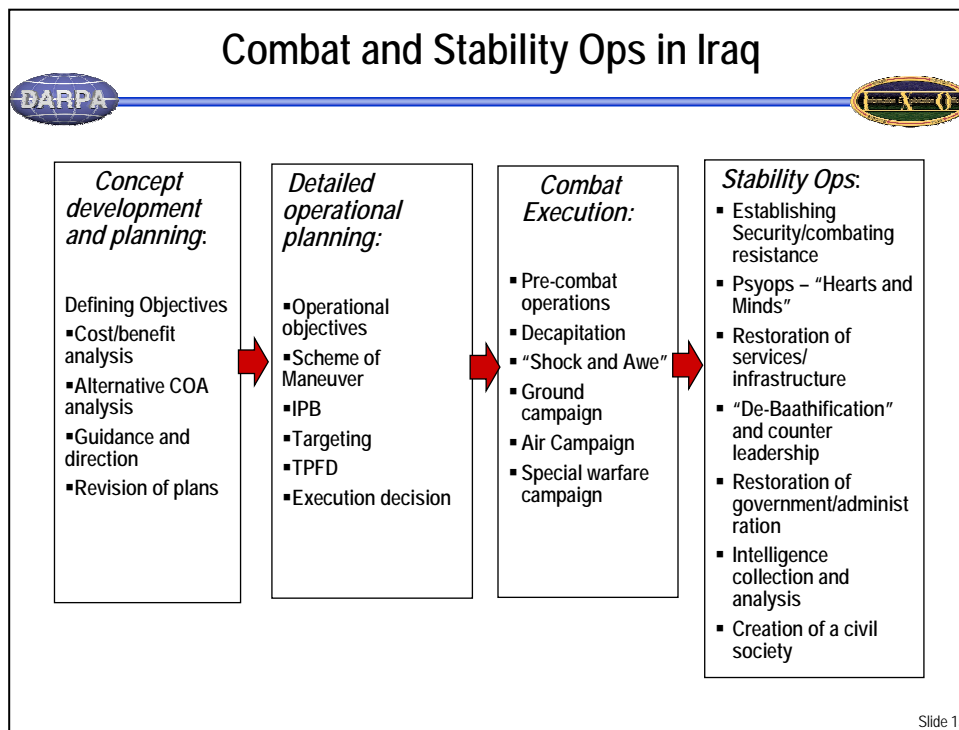 Combat and Stability Ops in Iraq
DARPA
Information Exploitation Office
I X O
Concept
development
and planning:
Defining Objectives
▪Cost/benefit
analysis
▪Alternative COA
analysis
▪Guidance and
direction
▪Revision of plans
Detailed
operational
planning:
▪Operational
objectives
▪Scheme of
Maneuver
▪IPB
▪Targeting
▪TPFD
▪Execution decision
Combat
Execution:
▪ Pre-combat
operations
▪ Decapitation
▪ “Shock and Awe”
▪ Ground
campaign
▪ Air Campaign
▪ Special warfare
campaign
Stability Ops:
▪ Establishing
Security/combating
resistance
▪ Psyops – “Hearts and
Minds”
▪ Restoration of
services/
infrastructure
▪ “De-Baathification”
and counter
leadership
▪ Restoration of
government/administ
ration
▪ Intelligence
collection and
analysis
▪ Creation of a civil
society
Slide 1